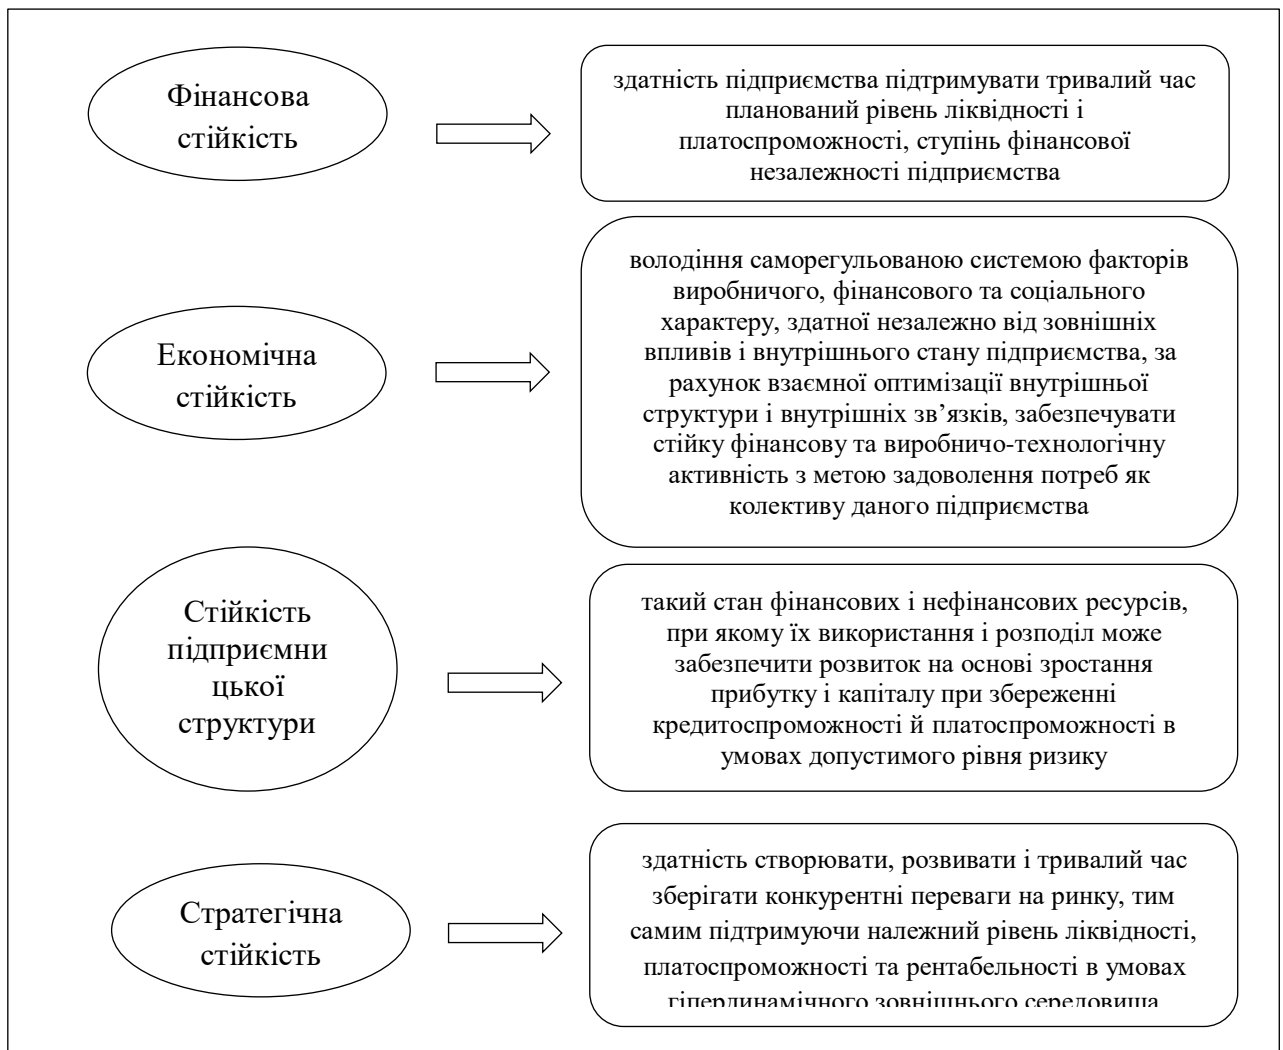 Фінансова
стійкість
здатність підприємства підтримувати тривалий час
планований рівень ліквідності і
платоспроможності, ступінь фінансової
незалежності підприємства
Економічна
стійкість
володіння саморегульованою системою факторів
виробничого, фінансового та соціального
характеру, здатної незалежно від зовнішніх
впливів і внутрішнього стану підприємства, за
рахунок взаємної оптимізації внутрішньої
структури і внутрішніх зв’язків, забезпечувати
стійку фінансову та виробничо-технологічну
активність з метою задоволення потреб як
колективу даного підприємства
Стійкість
підприємни
цької
структури
такий стан фінансових і нефінансових ресурсів,
при якому їх використання і розподіл може
забезпечити розвиток на основі зростання
прибутку і капіталу при збереженні
кредитоспроможності й платоспроможності в
умовах допустимого рівня ризику
Стратегічна
стійкість
здатність створювати, розвивати і тривалий час
зберігати конкурентні переваги на ринку, тим
самим підтримуючи належний рівень ліквідності,
платоспроможності та рентабельності в умовах
гіпердинамічного зовнішнього середовища